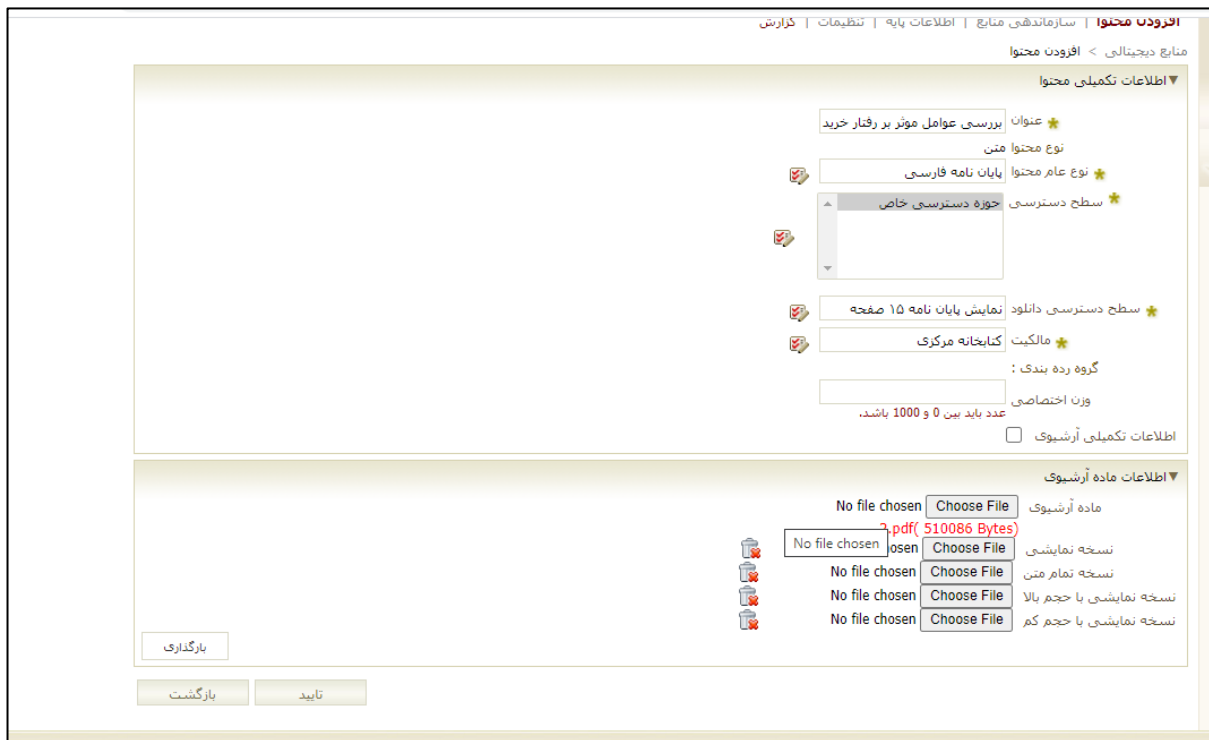 افزودن محتوا | سازماندهی منابع | اطلاعات پایه | تنظیمات | گزارش
منابع دیجیتالی > افزودن محتوا
▼اطلاعات تکمیلی محتوا
عنوان بررسی عوامل موثر بر رفتار خرید
نوع محتوا متن
نوع عام محتوا پایان نامه فارسی
سطح دسترسی حوزه دسترسی خاص
سطح دسترسی دانلود نمایش پایان نامه ۱۵ صفحه
مالکیت کتابخانه مرکزی
گروه رده بندی :
وزن اختصاصی
عدد باید بین 0 و 1000 باشد.
اطلاعات تکمیلی آرشیوی
▼اطلاعات ماده آرشیوی
ماده آرشیوی Choose File No file chosen
.pdf( 510086 Bytes)
نسخه نمایشی Choose File No file chosen
نسخه تمام متن Choose File No file chosen
نسخه نمایشی با حجم بالا Choose File No file chosen
نسخه نمایشی با حجم کم Choose File No file chosen
بارگذاری
تایید بازگشت